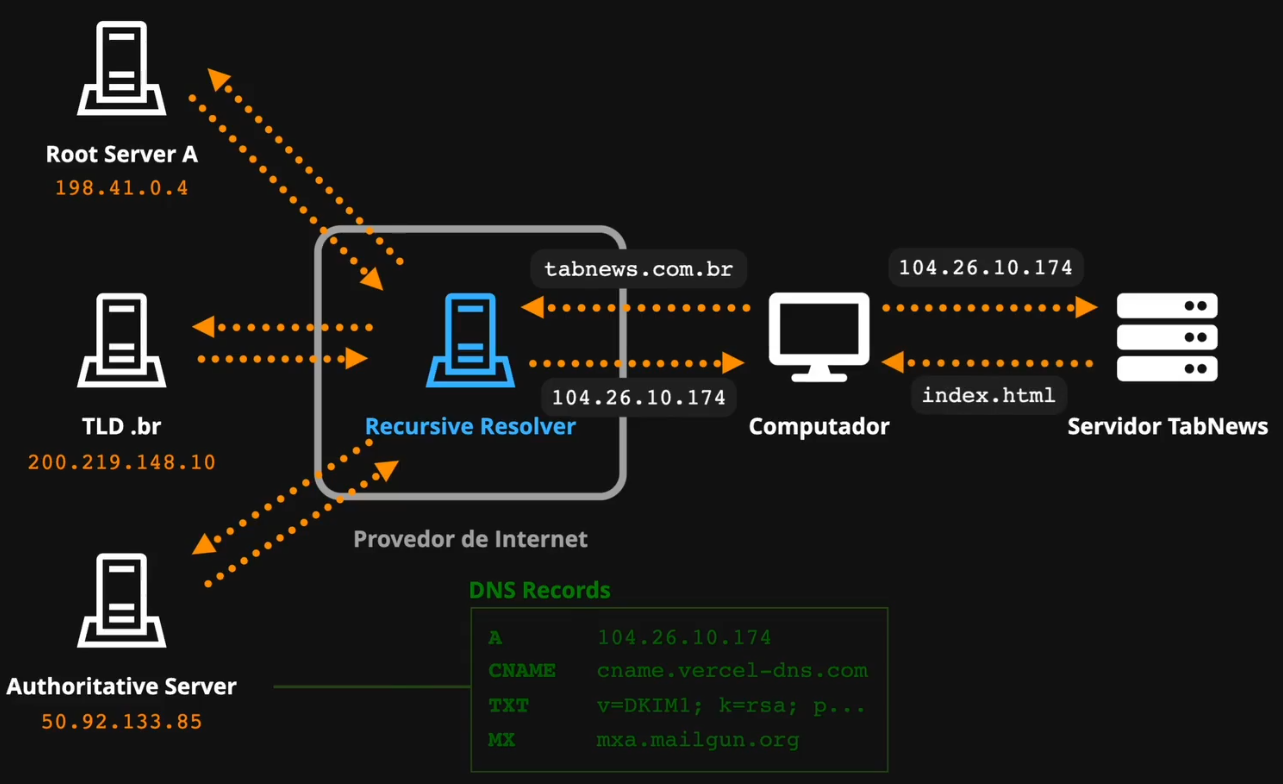 Root Server A
198.41.0.4
tabnews.com.br
104.26.10.174
104.26.10.174
index.html
TLD .br
200.219.148.10
Recursive Resolver
Computador
Servidor TabNews
Provedor de Internet
Authoritative Server
50.92.133.85
DNS Records
A 104.26.10.174
CNAME cname.vercel-dns.com
TXT v=DKIM1; k=rsa; p...
MX mxa.mailgun.org